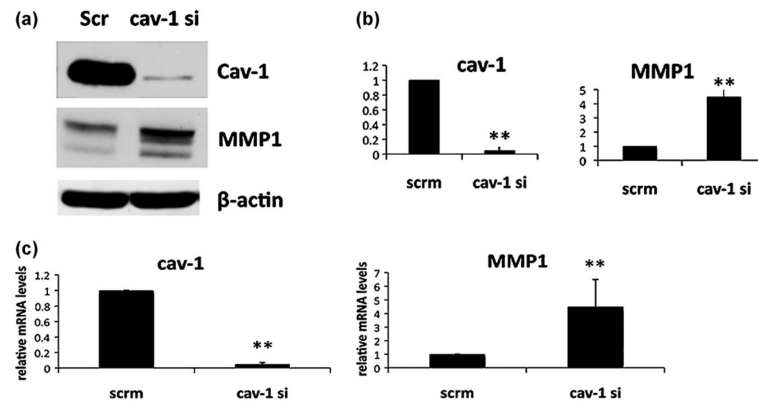 (a)
Scr cav-1 si
Cav-1
MMP1
β-actin
(b)
cav-1
1.2
1
0.8
0.6
0.4
0.2
0
**
scrm cav-1 si
MMP1
5
4
3
2
1
0
**
scrm cav-1 si
(c)
cav-1
relative mRNA levels
1.2
1
0.8
0.6
0.4
0.2
0
**
scrm cav-1 si
MMP1
relative mRNA levels
7
6
5
4
3
2
1
0
**
scrm cav-1 si